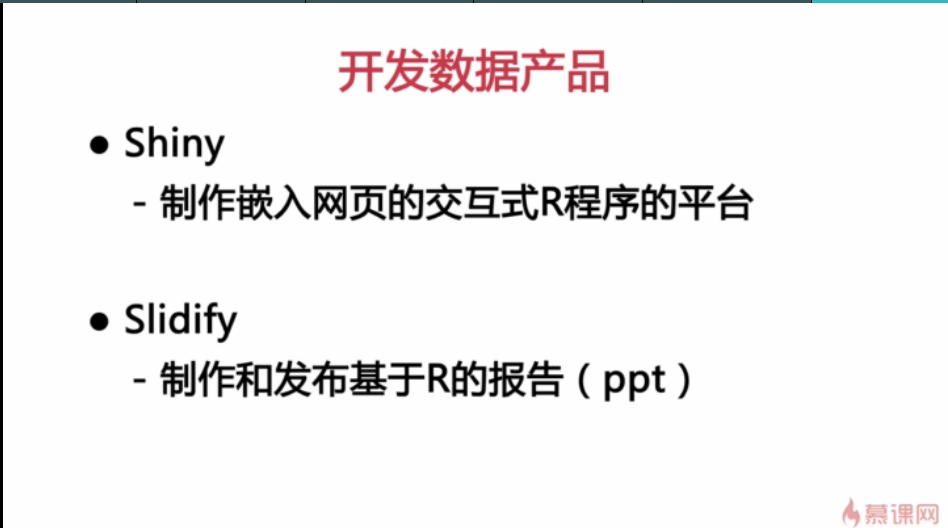 开发数据产品
● Shiny
- 制作嵌入网页的交互式R程序的平台
● Slidify
- 制作和发布基于R的报告（ppt）
慕课网